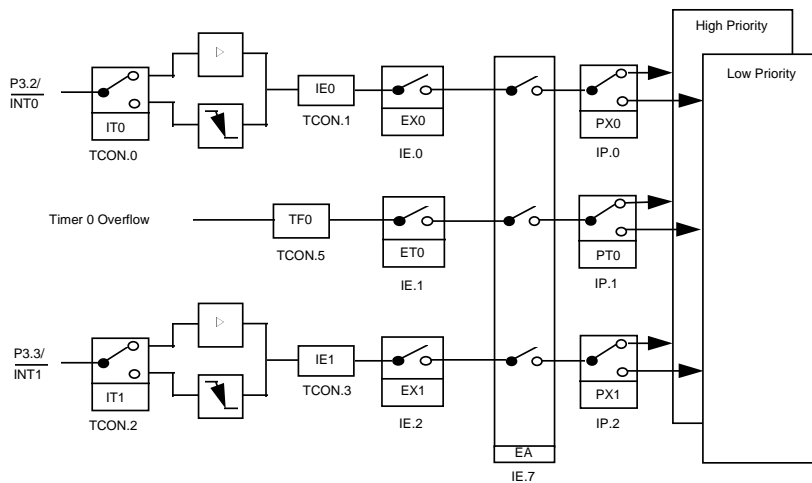 High Priority
Low Priority
P3.2/
INT0
IT0
TCON.0
IE0
TCON.1
EX0
IE.0
PX0
IP.0
Timer 0 Overflow
TF0
TCON.5
ET0
IE.1
PT0
IP.1
P3.3/
INT1
IT1
TCON.2
IE1
TCON.3
EX1
IE.2
PX1
IP.2
EA
IE.7